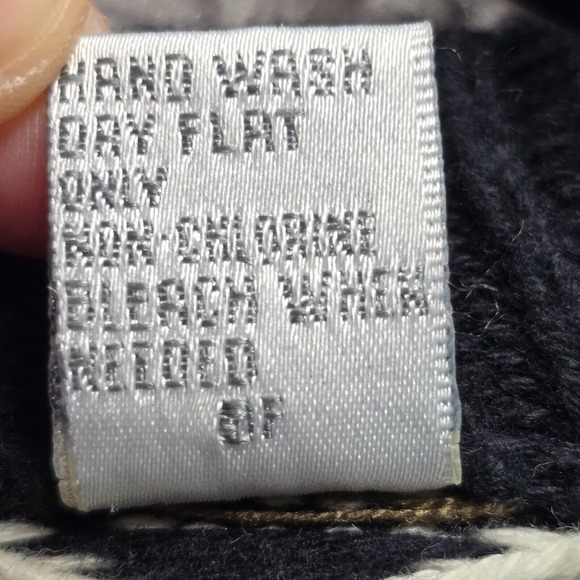 HAND WASH
DRY FLAT
ONLY
NON-CHLORINE
BLEACH WHEN
NEEDED
OF